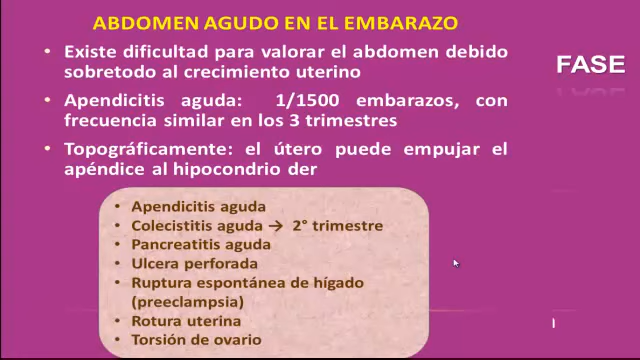 ABDOMEN AGUDO EN EL EMBARAZO
• Existe dificultad para valorar el abdomen debido
sobretodo al crecimiento uterino
• Apendicitis aguda: 1/1500 embarazos, con
frecuencia similar en los 3 trimestres
• Topográficamente: el útero puede empujar el
apéndice al hipocondrio der
FASE
• Apendicitis aguda
• Colecistitis aguda → 2° trimestre
• Pancreatitis aguda
• Ulcera perforada
• Ruptura espontánea de hígado
(preeclampsia)
• Rotura uterina
• Torsión de ovario